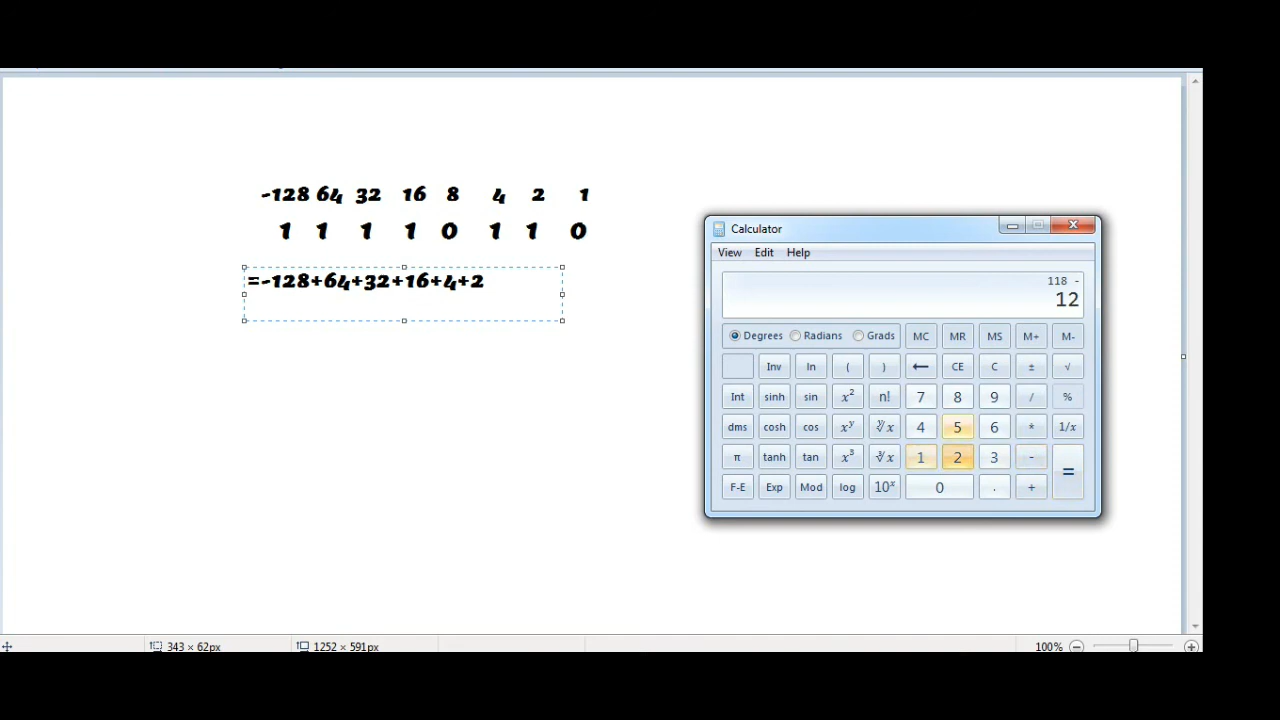 -128 64 32 16 8 4 2 1
1 1 1 1 0 1 1 0
=-128+64+32+16+4+2
Calculator
View Edit Help
118 -
12
Degrees Radians Grads MC MR MS M+ M-
Inv ln ( ) ← CE C ± √
Int sinh sin x² n! 7 8 9 / %
dms cosh cos xʸ ʸ√x 4 5 6 * 1/x
π tanh tan x³ ³√x 1 2 3 - =
F-E Exp Mod log 10ˣ 0 . +
343 × 62px 1252 × 591px 100%